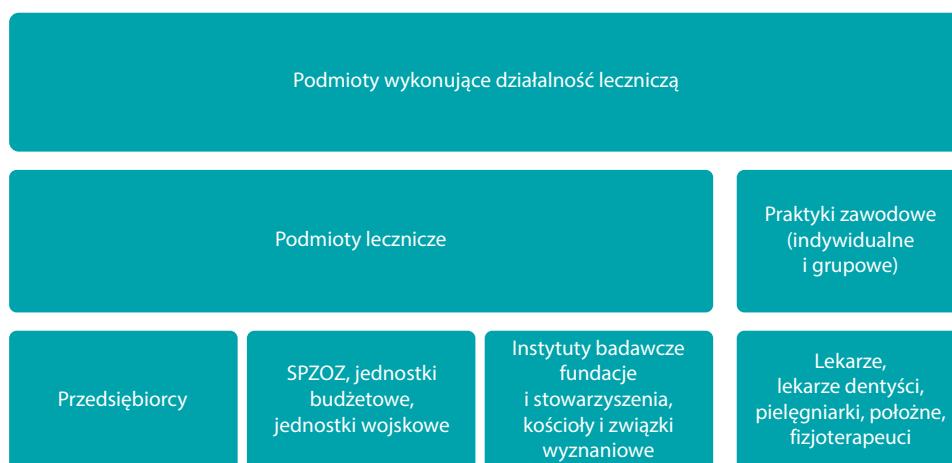 Podmioty wykonujące działalność leczniczą
Podmioty lecznicze
Praktyki zawodowe
(indywidualne
i grupowe)
Przedsiębiorcy
SPZOZ, jednostki
budżetowe,
jednostki wojskowe
Instytuty badawcze
fundacje
i stowarzyszenia,
kościoły i związki
wyznaniowe
Lekarze,
lekarze dentyści,
pielęgniarki, położne,
fizjoterapeuci